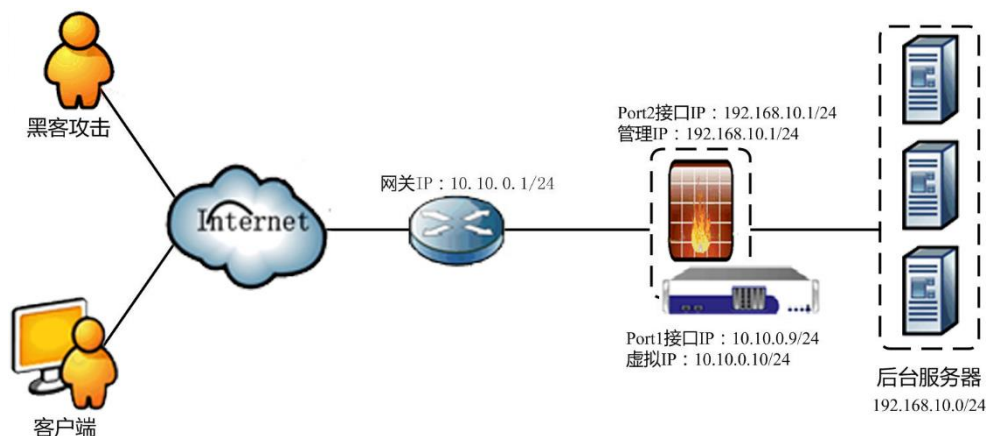 黑客攻击
Port2接口IP：192.168.10.1/24
管理IP：192.168.10.1/24
网关IP：10.10.0.1/24
Internet
Port1接口IP：10.10.0.9/24
虚拟IP：10.10.0.10/24
后台服务器
192.168.10.0/24
客户端